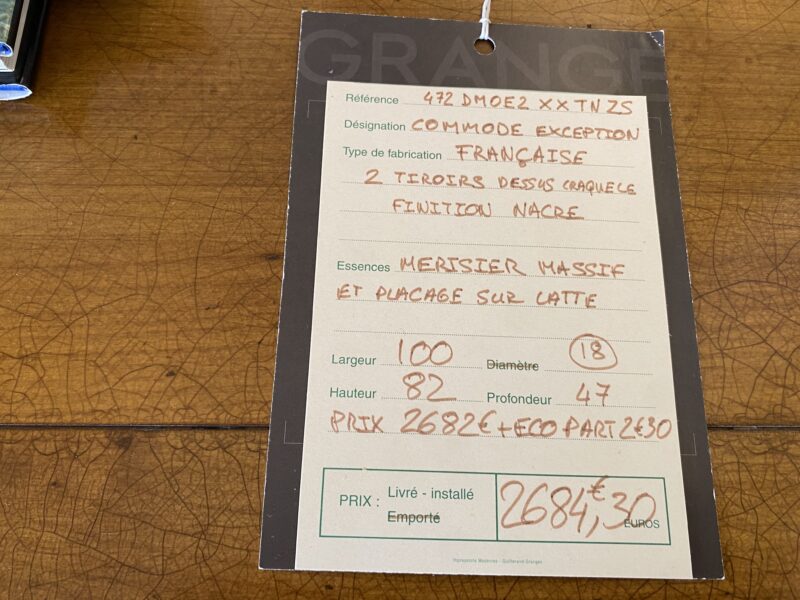 GRANGE
Référence 472 DMOE2 XX TN ZS
Désignation COMMODE EXCEPTION
Type de fabrication FRANÇAISE
2 TIROIRS DESSUS CRAQUELE
FINITION NACRE
Essences MERISIER MASSIF
ET PLACAGE SUR LATTE
Largeur 100 Diamètre 18
Hauteur 82 Profondeur 47
PRIX 2682€ + ECO PART 2€30
PRIX : Livré - installé 2684,€30
Emporté EUROS